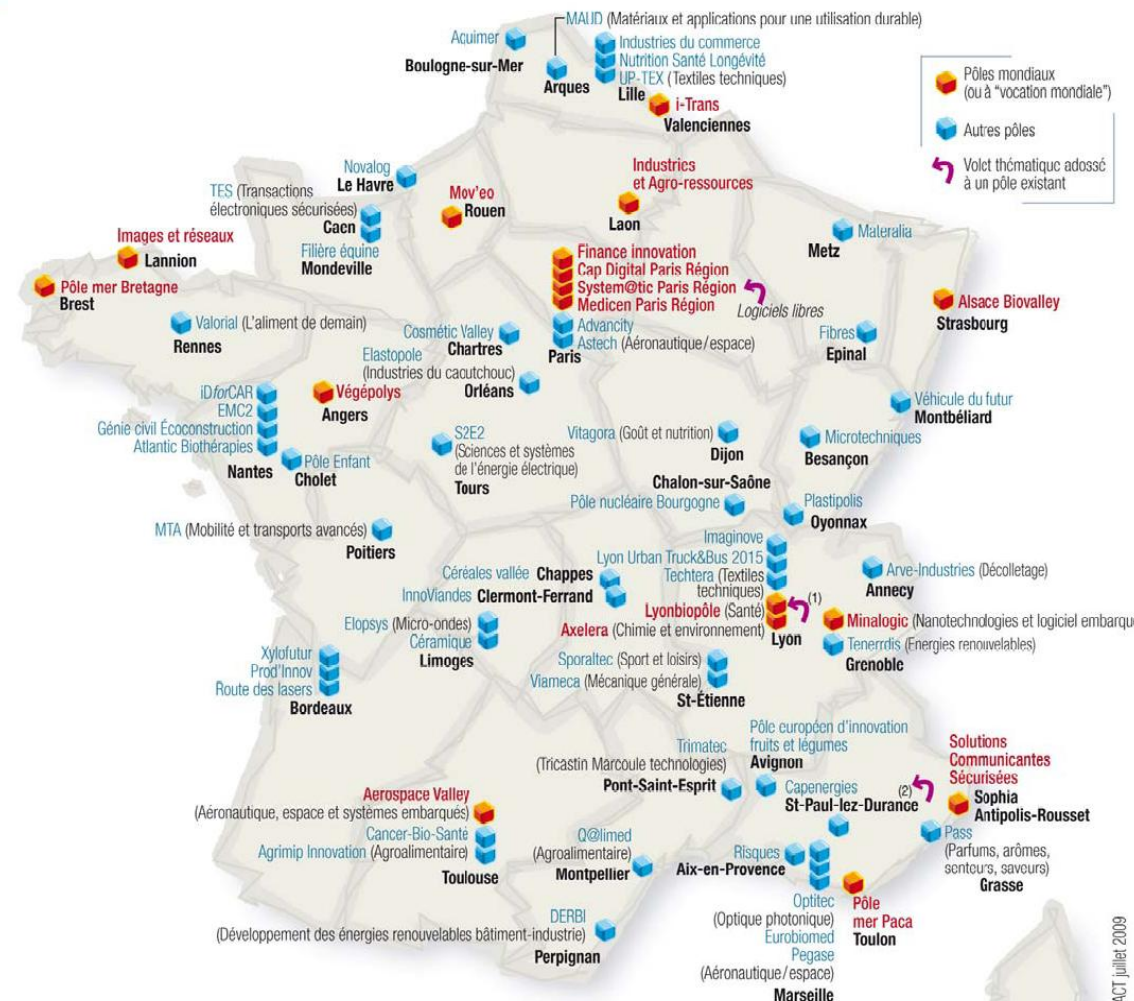 MAUD (Matériaux et applications pour une utilisation durable)
Aquimer
Boulogne-sur-Mer
Arques
Industries du commerce
Nutrition Santé Longévité
UP-TEX (Textiles techniques)
Lille
i-Trans
Valenciennes
Pôles mondiaux
(ou à "vocation mondiale")
Autres pôles
Volet thématique adossé
à un pôle existant
Novalog
Le Havre
TES (Transactions
électroniques sécurisées)
Caen
Filière équine
Mondeville
Mov'eo
Rouen
Industries
et Agro-ressources
Laon
Materalia
Metz
Images et réseaux
Lannion
Pôle mer Bretagne
Brest
Finance innovation
Cap Digital Paris Région
System@tic Paris Région
Medicen Paris Région
Logiciels libres
Advancity
Astech (Aéronautique/espace)
Paris
Alsace Biovalley
Strasbourg
Valorial (L'aliment de demain)
Rennes
Cosmétic Valley
Chartres
Elastopole
(Industries du caoutchouc)
Orléans
Fibres
Epinal
iDforCAR
EMC2
Génie civil Écoconstruction
Atlantic Biothérapies
Nantes
Végépolys
Angers
Pôle Enfant
Cholet
S2E2
(Sciences et systèmes
de l'énergie électrique)
Tours
Vitagora (Goût et nutrition)
Dijon
Véhicule du futur
Montbéliard
Microtechniques
Besançon
Chalon-sur-Saône
Pôle nucléaire Bourgogne
Plastipolis
Oyonnax
MTA (Mobilité et transports avancés)
Poitiers
Imaginove
Lyon Urban Truck&Bus 2015
Techtera (Textiles
techniques)
Lyonbiopôle (Santé)
(1)
Axelera (Chimie et environnement)
Lyon
Céréales vallée Chappes
InnoViandes Clermont-Ferrand
Arve-Industries (Décolletage)
Annecy
Elopsys (Micro-ondes)
Céramique
Limoges
Minalogic (Nanotechnologies et logiciel embarqué
Tenerrdis (Energies renouvelables)
Grenoble
Xylofutur
Prod'Innov
Route des lasers
Bordeaux
Sporaltec (Sport et loisirs)
Viameca (Mécanique générale)
St-Étienne
Trimatec
(Tricastin Marcoule technologies)
Pont-Saint-Esprit
Pôle européen d'innovation
fruits et légumes
Avignon
Capenergies
(2)
St-Paul-lez-Durance
Solutions
Communicantes
Sécurisées
Sophia
Antipolis-Rousset
Aerospace Valley
(Aéronautique, espace et systèmes embarqués)
Cancer-Bio-Santé
Agrimip Innovation (Agroalimentaire)
Toulouse
Q@limed
(Agroalimentaire)
Montpellier
Risques
Aix-en-Provence
Pass
(Parfums, arômes,
senteurs, saveurs)
Grasse
Optitec
(Optique photonique)
Eurobiomed
Pegase
(Aéronautique/espace)
Marseille
Pôle
mer Paca
Toulon
DERBI
(Développement des énergies renouvelables bâtiment-industrie)
Perpignan
ACT juillet 2009